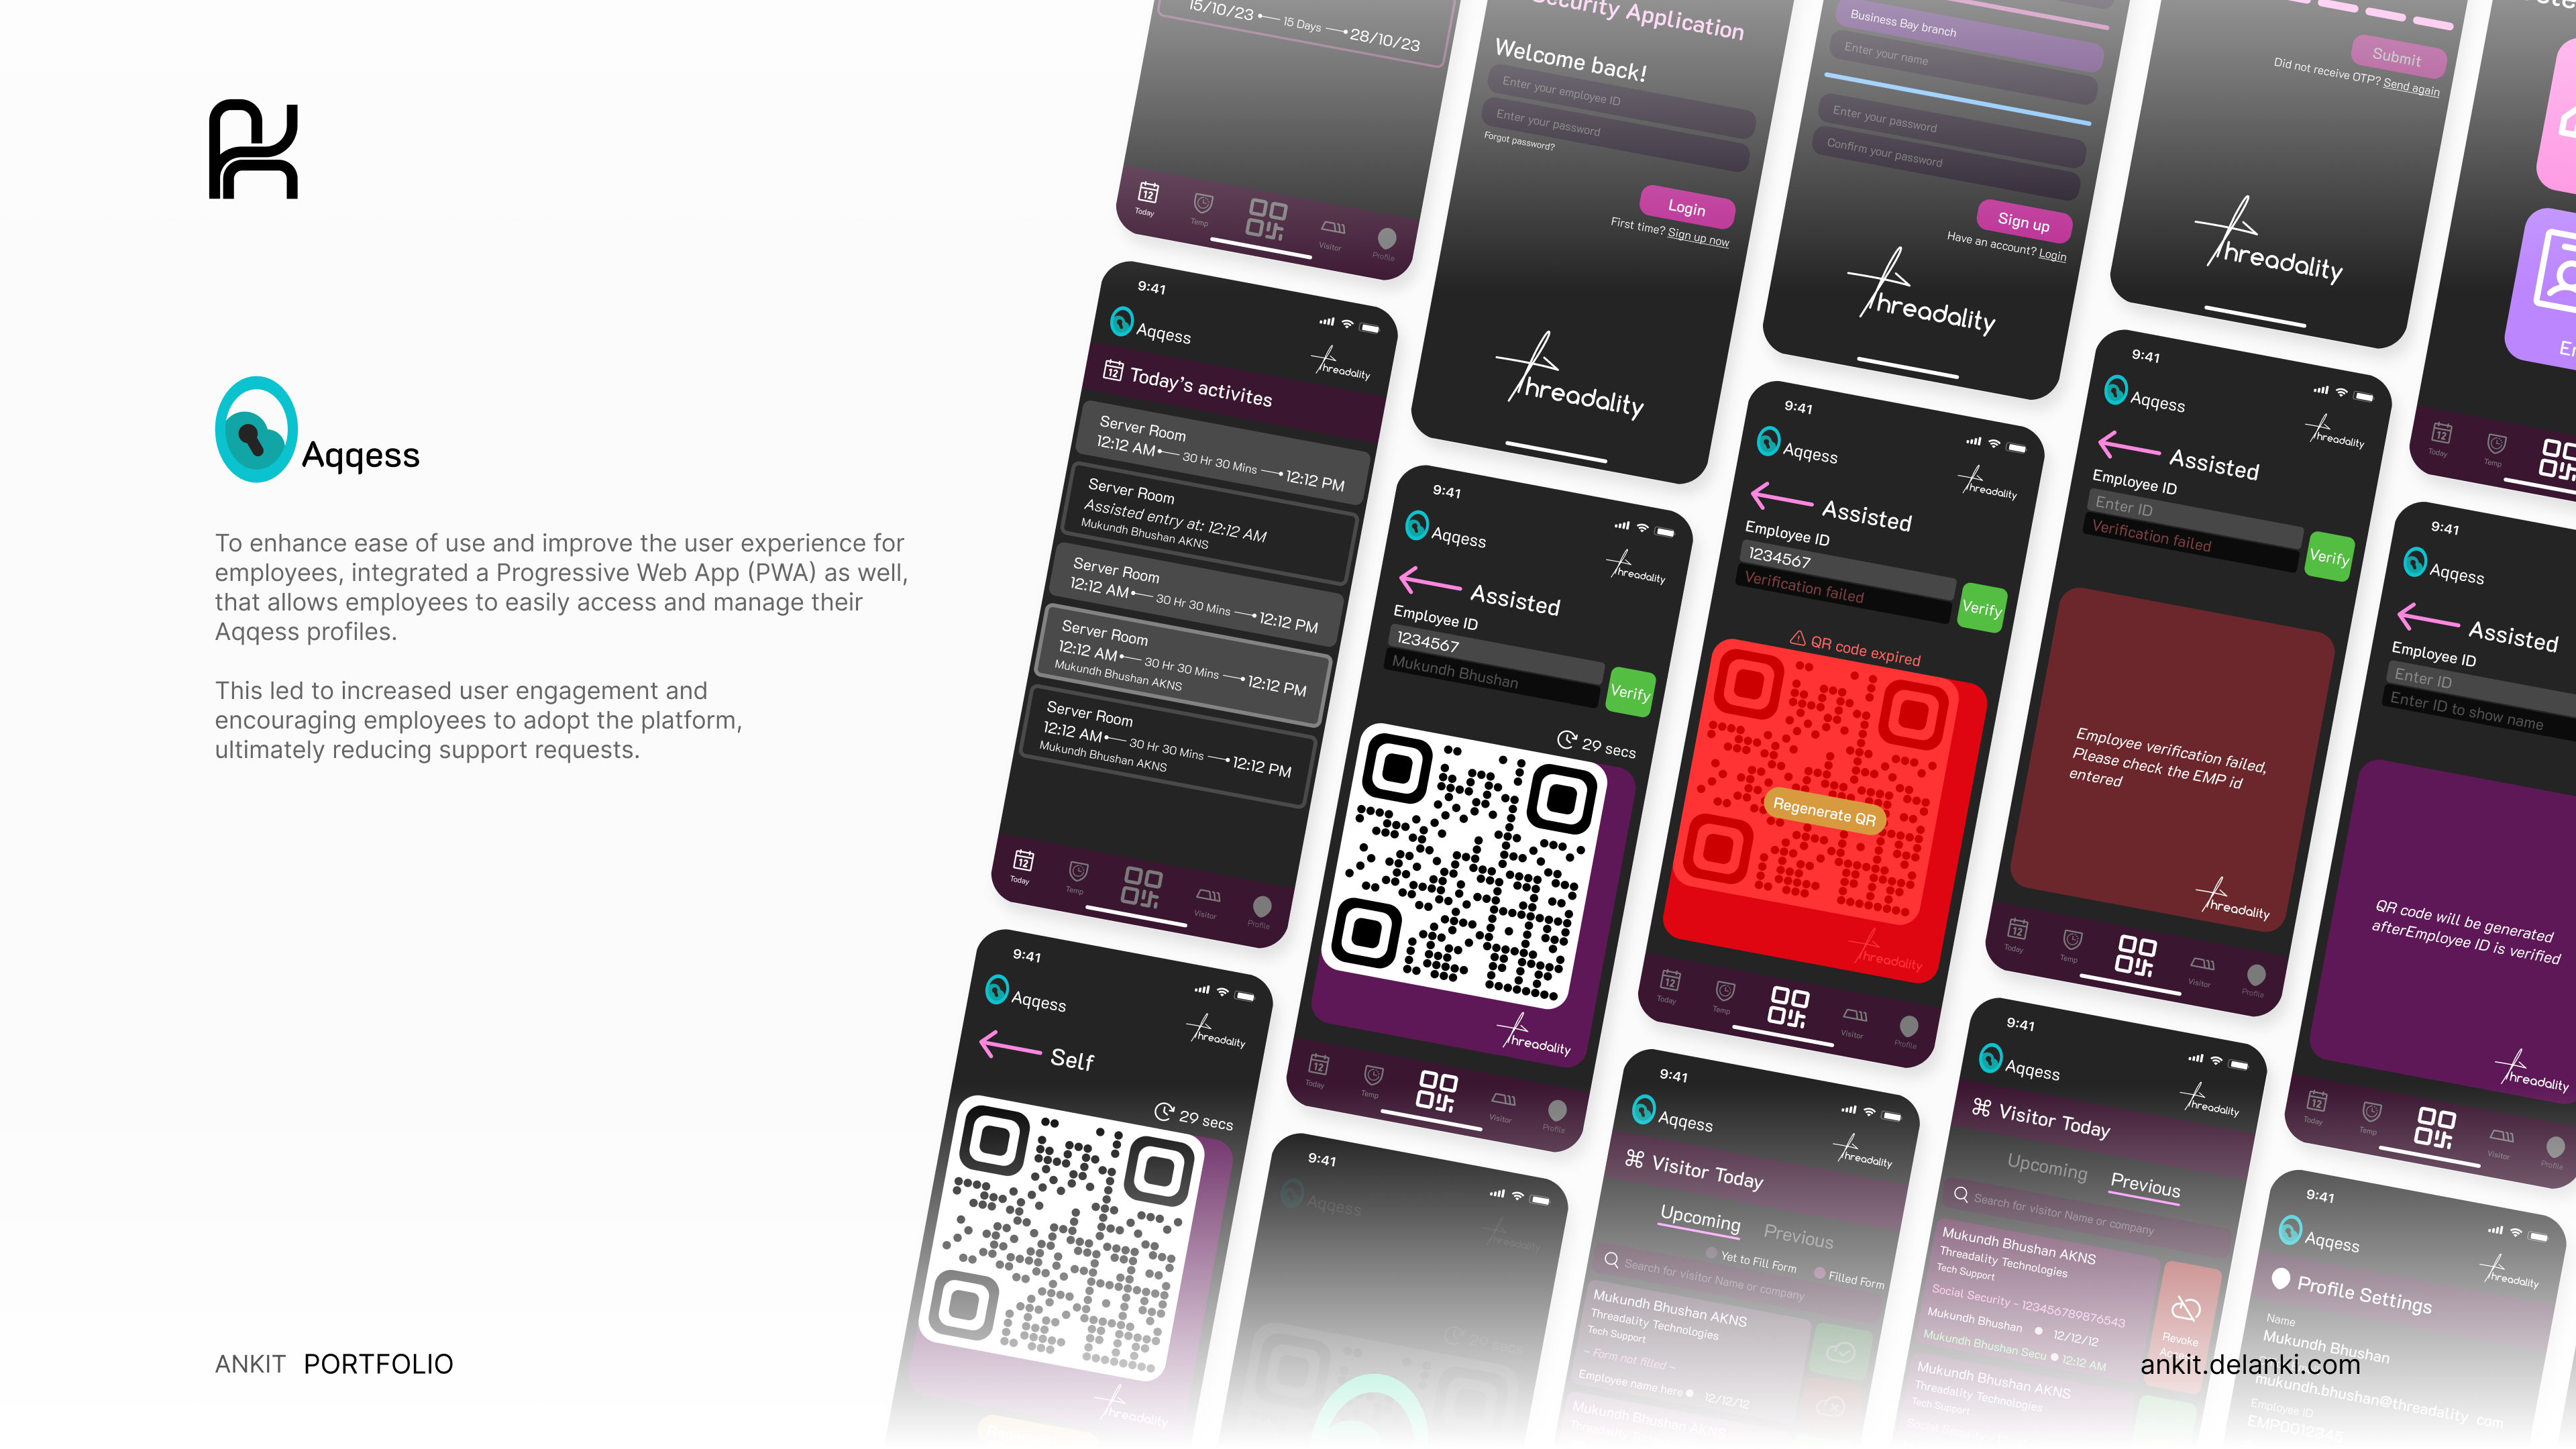 Aqqess
To enhance ease of use and improve the user experience for
employees, integrated a Progressive Web App (PWA) as well,
that allows employees to easily access and manage their
Aqqess profiles.
This led to increased user engagement and
encouraging employees to adopt the platform,
ultimately reducing support requests.
ANKIT PORTFOLIO
ankit.delanki.com
15/10/23 15 Days 28/10/23
Today
Temp
Visitor
Profile
Security Application
Welcome back!
Enter your employee ID
Enter your password
Forgot password?
Login
First time? Sign up now
Threadality
Business Bay branch
Enter your name
Enter your password
Confirm your password
Sign up
Have an account? Login
Threadality
Submit
Did not receive OTP? Send again
Threadality
Today
Temp
9:41
Aqqess
Threadality
12 Today's activites
Server Room
12:12 AM 30 Hr 30 Mins 12:12 PM
Server Room
Assisted entry at: 12:12 AM
Mukundh Bhushan AKNS
Server Room
12:12 AM 30 Hr 30 Mins 12:12 PM
Server Room
12:12 AM 30 Hr 30 Mins 12:12 PM
Mukundh Bhushan AKNS
Server Room
12:12 AM 30 Hr 30 Mins 12:12 PM
Mukundh Bhushan AKNS
Today
Temp
Visitor
Profile
9:41
Aqqess
Threadality
Assisted
Employee ID
1234567
Mukundh Bhushan
Verify
29 secs
Threadality
Today
Temp
Visitor
Profile
9:41
Aqqess
Threadality
Assisted
Employee ID
1234567
Verification failed
Verify
QR code expired
Regenerate QR
Threadality
Today
Temp
Visitor
Profile
9:41
Aqqess
Threadality
Assisted
Employee ID
Enter ID
Verification failed
Verify
Employee verification failed,
Please check the EMP id
entered
Threadality
Today
Temp
Visitor
Profile
9:41
Aqqess
Assisted
Employee ID
Enter ID
Enter ID to show name
QR code will be generated
afterEmployee ID is verified
Threadality
Today
Temp
Visitor
Profile
9:41
Aqqess
Threadality
Self
29 secs
Threadality
9:41
Aqqess
Threadality
9:41
Aqqess
Threadality
Visitor Today
Upcoming Previous
Yet to Fill Form Filled Form
Search for visitor Name or company
Mukundh Bhushan AKNS
Threadality Technologies
Tech Support
~ Form not filled ~
Employee name here 12/12/12
Mukundh Bhushan AKNS
9:41
Aqqess
Threadality
Visitor Today
Upcoming Previous
Search for visitor Name or company
Mukundh Bhushan AKNS
Threadality Technologies
Tech Support
Social Security - 123456789876543
Mukundh Bhushan 12/12/12
Mukundh Bhushan Secu 12:12 AM
Revoke
Mukundh Bhushan AKNS
Threadality Technologies
Tech Support
9:41
Aqqess
Threadality
Profile Settings
Name
Mukundh Bhushan
mukundh.bhushan@threadality com
Employee ID
EMP0012345